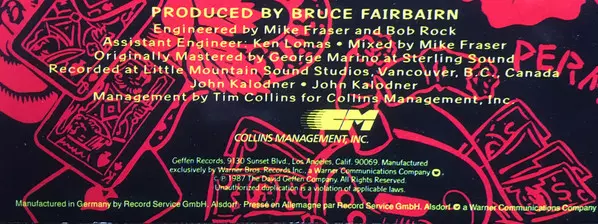 PRODUCED BY BRUCE FAIRBAIRN
Engineered by Mike Fraser and Bob Rock
Assistant Engineer: Ken Lomas • Mixed by Mike Fraser
Originally Mastered by George Marino at Sterling Sound
Recorded at Little Mountain Sound Studios, Vancouver, B.C., Canada
John Kalodner • John Kalodner
Management by Tim Collins for Collins Management, Inc.
PERM
CM
COLLINS MANAGEMENT, INC.
Geffen Records, 9130 Sunset Blvd., Los Angeles, Calif. 90069. Manufactured
exclusively by Warner Bros. Records Inc., a Warner Communications Company.
© ℗ 1987 The David Geffen Company. All Rights Reserved.
Unauthorized duplication is a violation of applicable laws.
Manufactured in Germany by Record Service GmbH, Alsdorf. Pressé en Allemagne par Record Service GmbH, Alsdorf. a Warner Communications Company